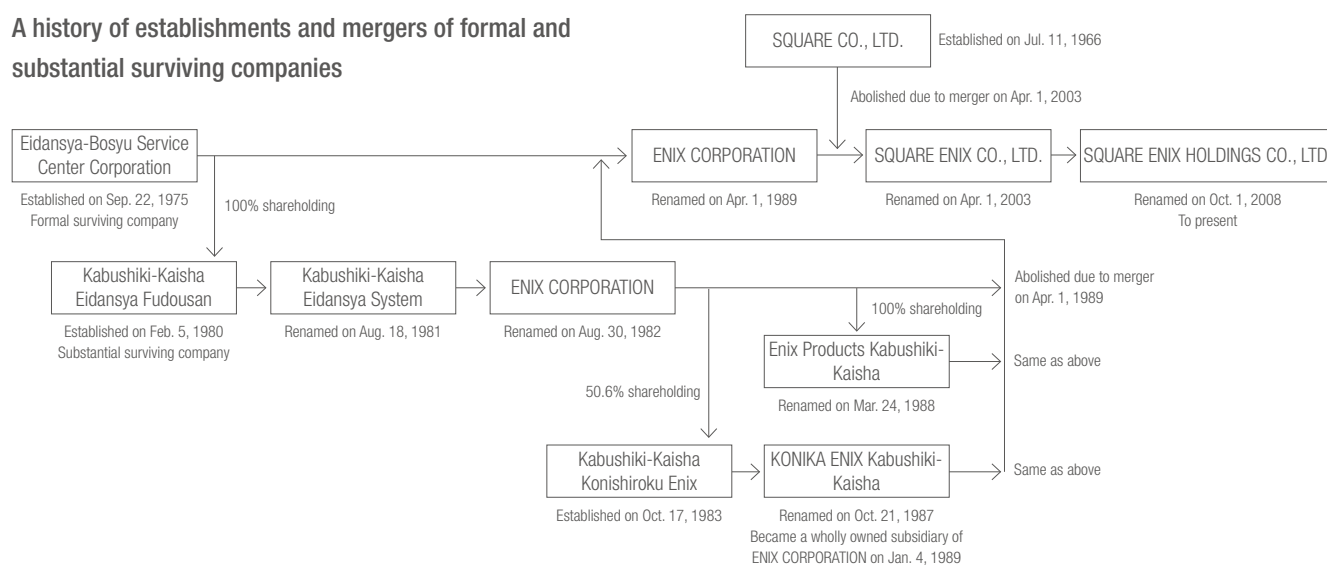 A history of establishments and mergers of formal and
substantial surviving companies
SQUARE CO., LTD.
Established on Jul. 11, 1966
Abolished due to merger on Apr. 1, 2003
Eidansya-Bosyu Service
Center Corporation
Established on Sep. 22, 1975
Formal surviving company
100% shareholding
ENIX CORPORATION
Renamed on Apr. 1, 1989
SQUARE ENIX CO., LTD.
Renamed on Apr. 1, 2003
SQUARE ENIX HOLDINGS CO., LTD
Renamed on Oct. 1, 2008
To present
Kabushiki-Kaisha
Eidansya Fudousan
Established on Feb. 5, 1980
Substantial surviving company
Kabushiki-Kaisha
Eidansya System
Renamed on Aug. 18, 1981
ENIX CORPORATION
Renamed on Aug. 30, 1982
Abolished due to merger
on Apr. 1, 1989
100% shareholding
Enix Products Kabushiki-
Kaisha
Renamed on Mar. 24, 1988
Same as above
50.6% shareholding
Kabushiki-Kaisha
Konishiroku Enix
Established on Oct. 17, 1983
KONIKA ENIX Kabushiki-
Kaisha
Renamed on Oct. 21, 1987
Became a wholly owned subsidiary of
ENIX CORPORATION on Jan. 4, 1989
Same as above